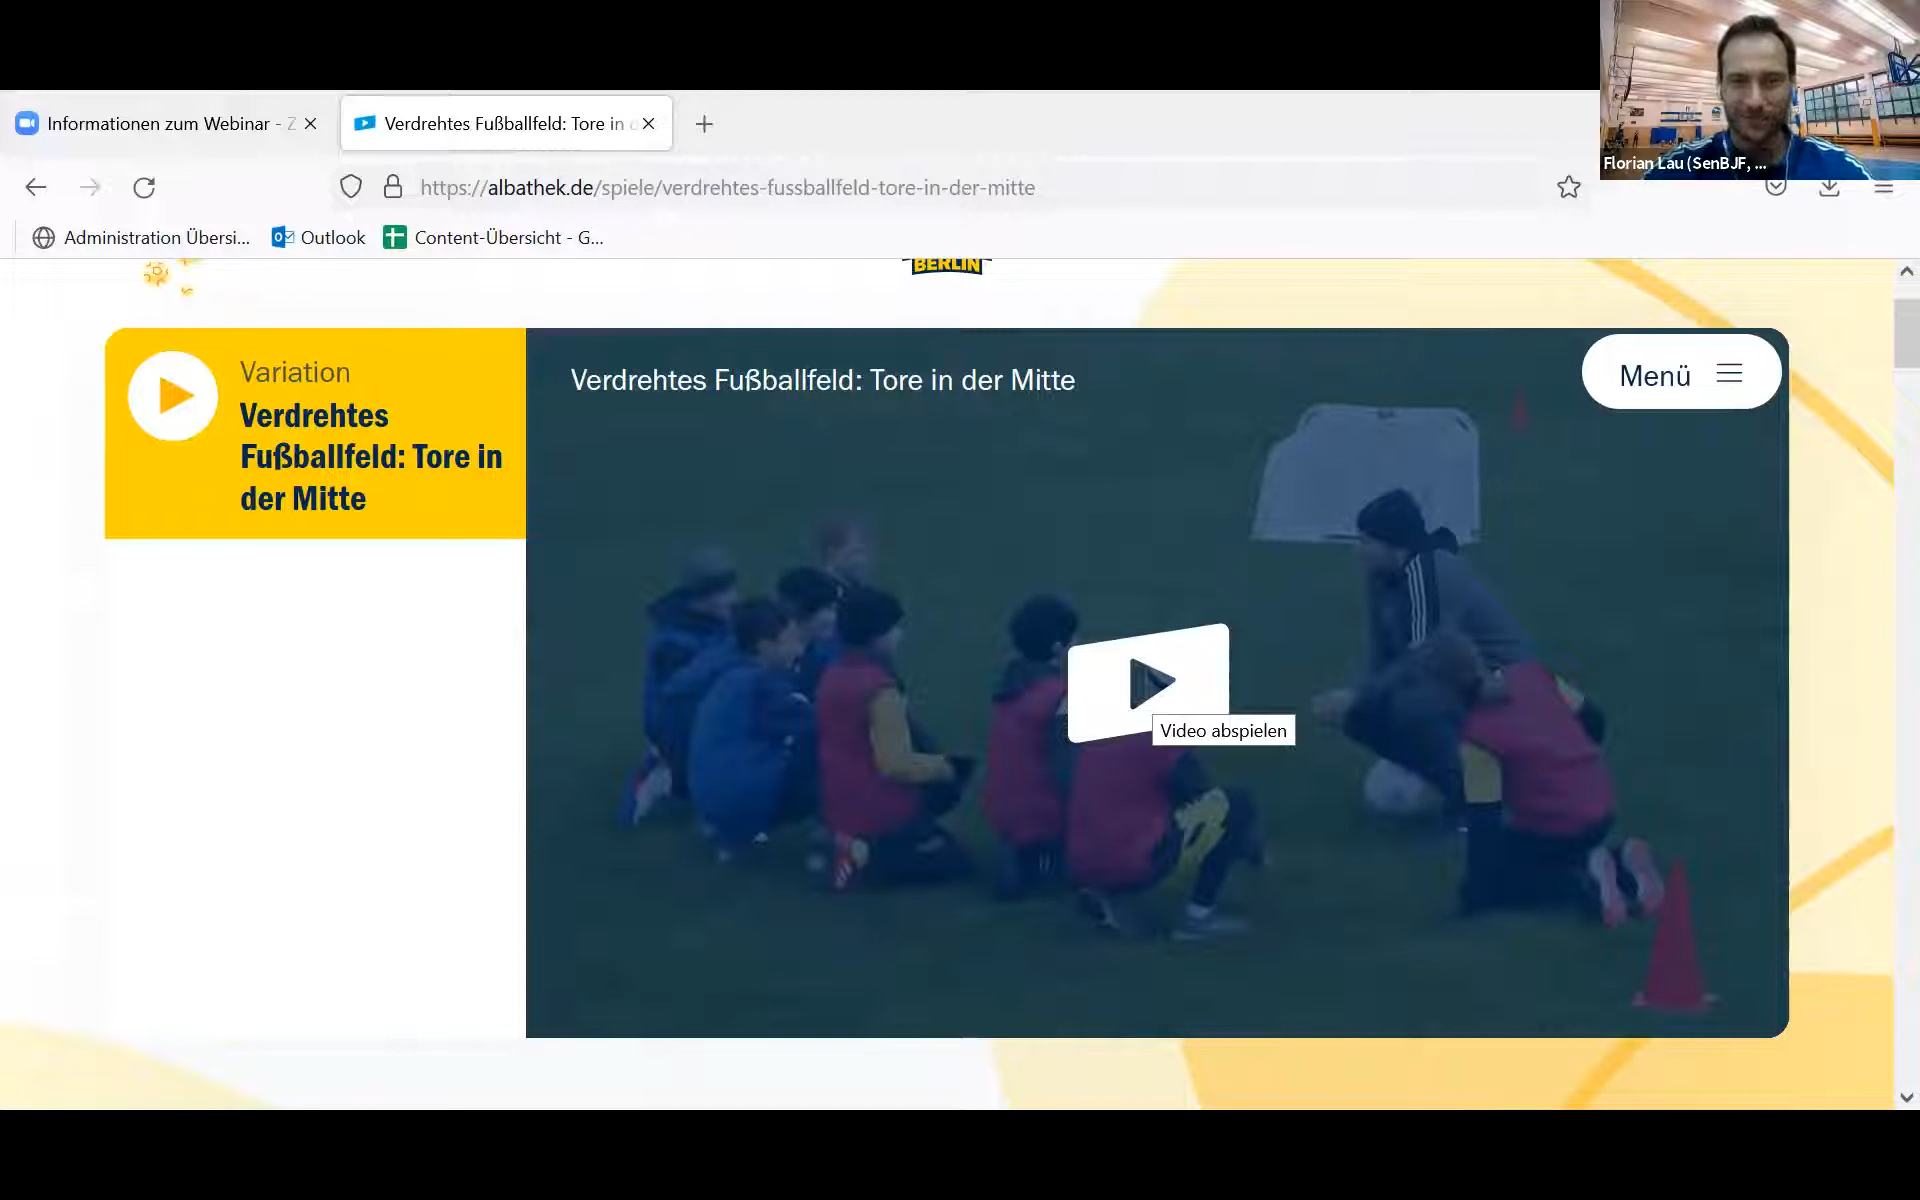 Informationen zum Webinar - Z
Verdrehtes Fußballfeld: Tore in d
Florian Lau (SenBJF, ...
https://albathek.de/spiele/verdrehtes-fussballfeld-tore-in-der-mitte
Administration Übersi...
Outlook
Content-Übersicht - G...
BERLIN
Variation
Verdrehtes
Fußballfeld: Tore in
der Mitte
Verdrehtes Fußballfeld: Tore in der Mitte
Menü
Video abspielen